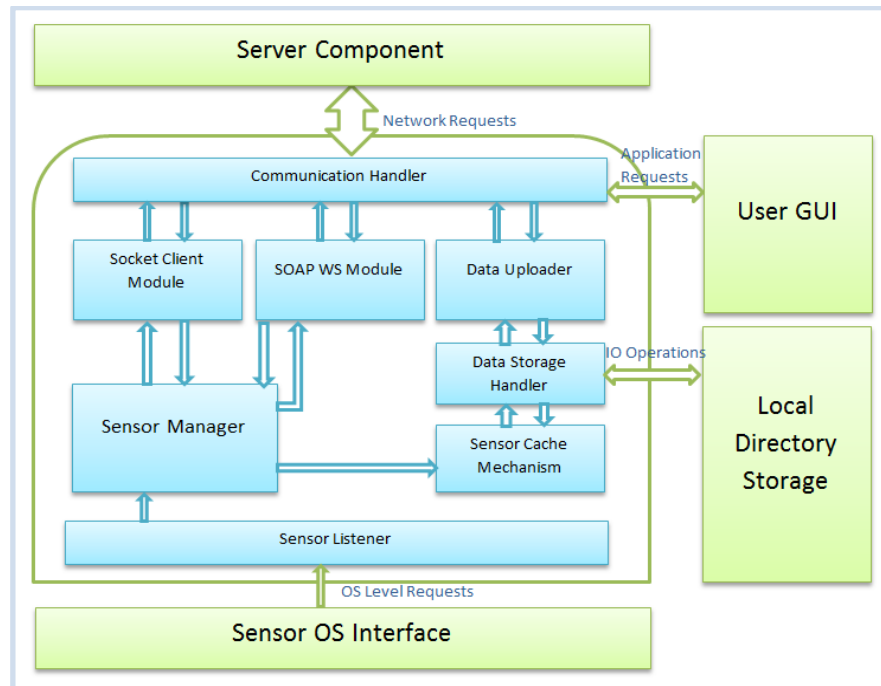 Server Component
Network Requests
Communication Handler
Application
Requests
User GUI
Socket Client
Module
SOAP WS Module
Data Uploader
Data Storage
Handler
IO Operations
Local
Directory
Storage
Sensor Manager
Sensor Cache
Mechanism
Sensor Listener
OS Level Requests
Sensor OS Interface